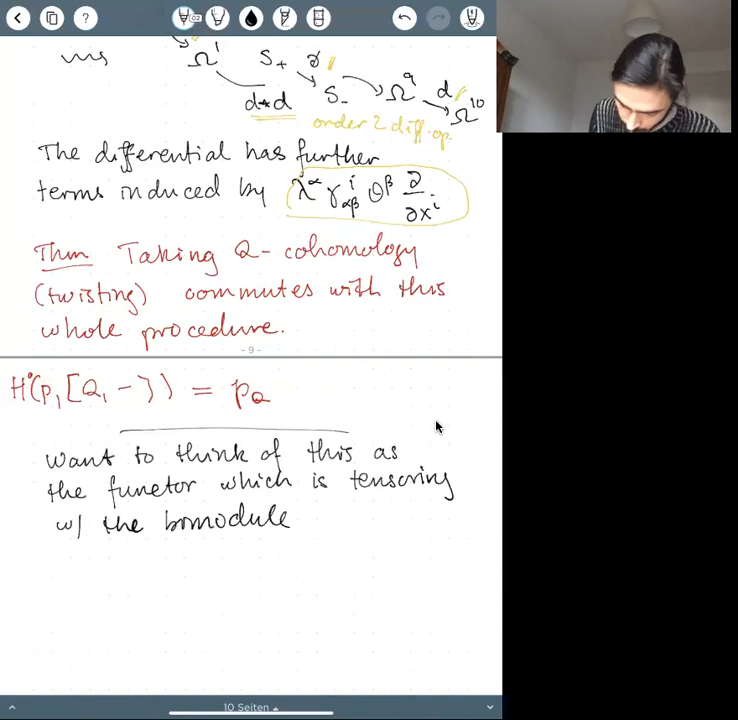 Ω¹ S₊ ∂̸
d⋆d S₋ Ω⁹ d Ω¹⁰
order 2 diff. op.
The differential has further
terms induced by λ^α γ^i_{αβ} θ^β ∂/∂x^i.
Thm Taking Q-cohomology
(twisting) commutes with this
whole procedure.
- 9 -
H^•(p, [Q, -]) = p_Q
want to think of this as
the functor which is tensoring
w/ the bimodule
10 Seiten